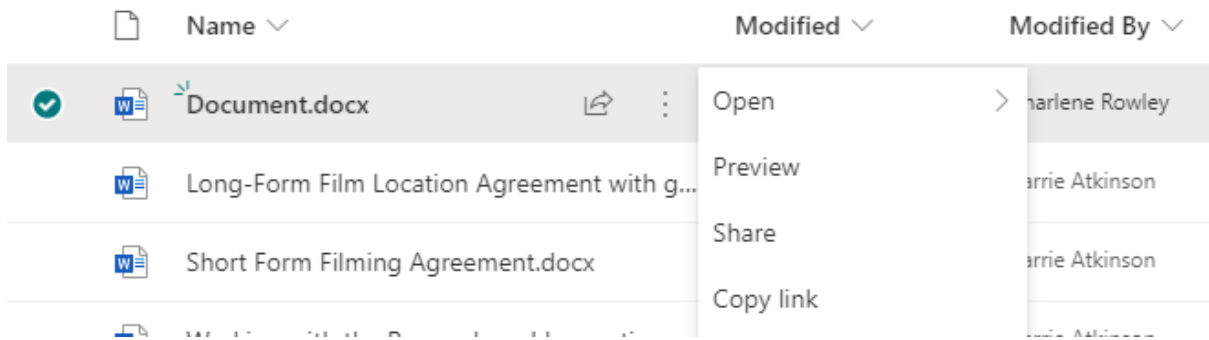 Name Modified Modified By
Document.docx
Open
harlene Rowley
Preview
Long-Form Film Location Agreement with g...
arrie Atkinson
Share
Short Form Filming Agreement.docx
arrie Atkinson
Copy link